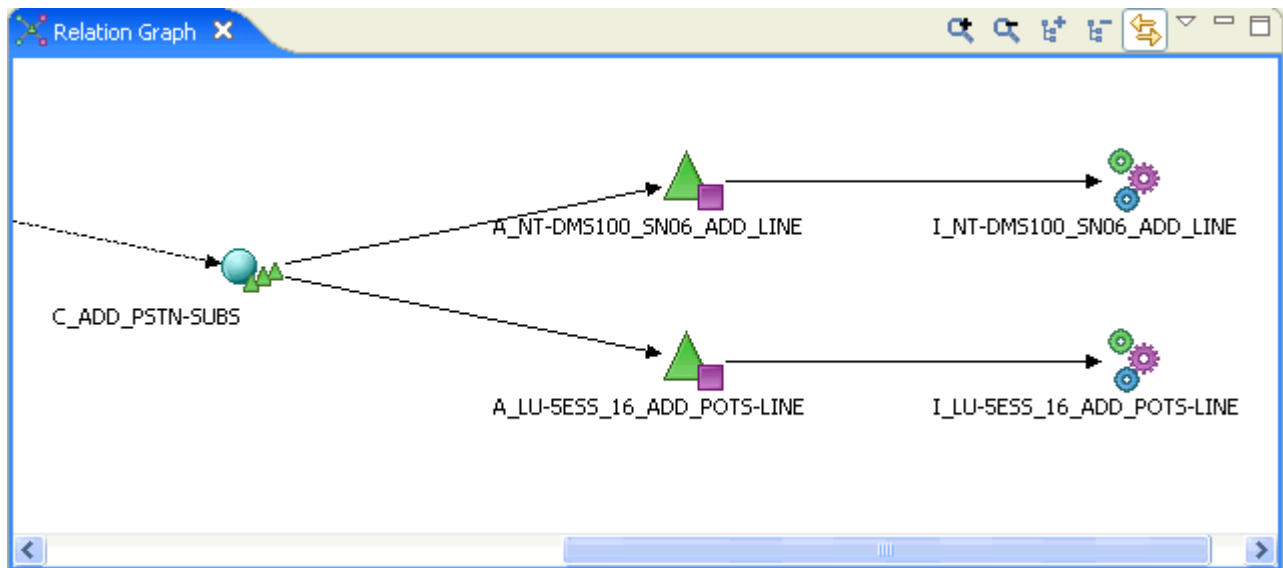 Relation Graph
A_NT-DMS100_SN06_ADD_LINE
I_NT-DMS100_SN06_ADD_LINE
C_ADD_PSTN-SUBS
A_LU-5ESS_16_ADD_POTS-LINE
I_LU-5ESS_16_ADD_POTS-LINE